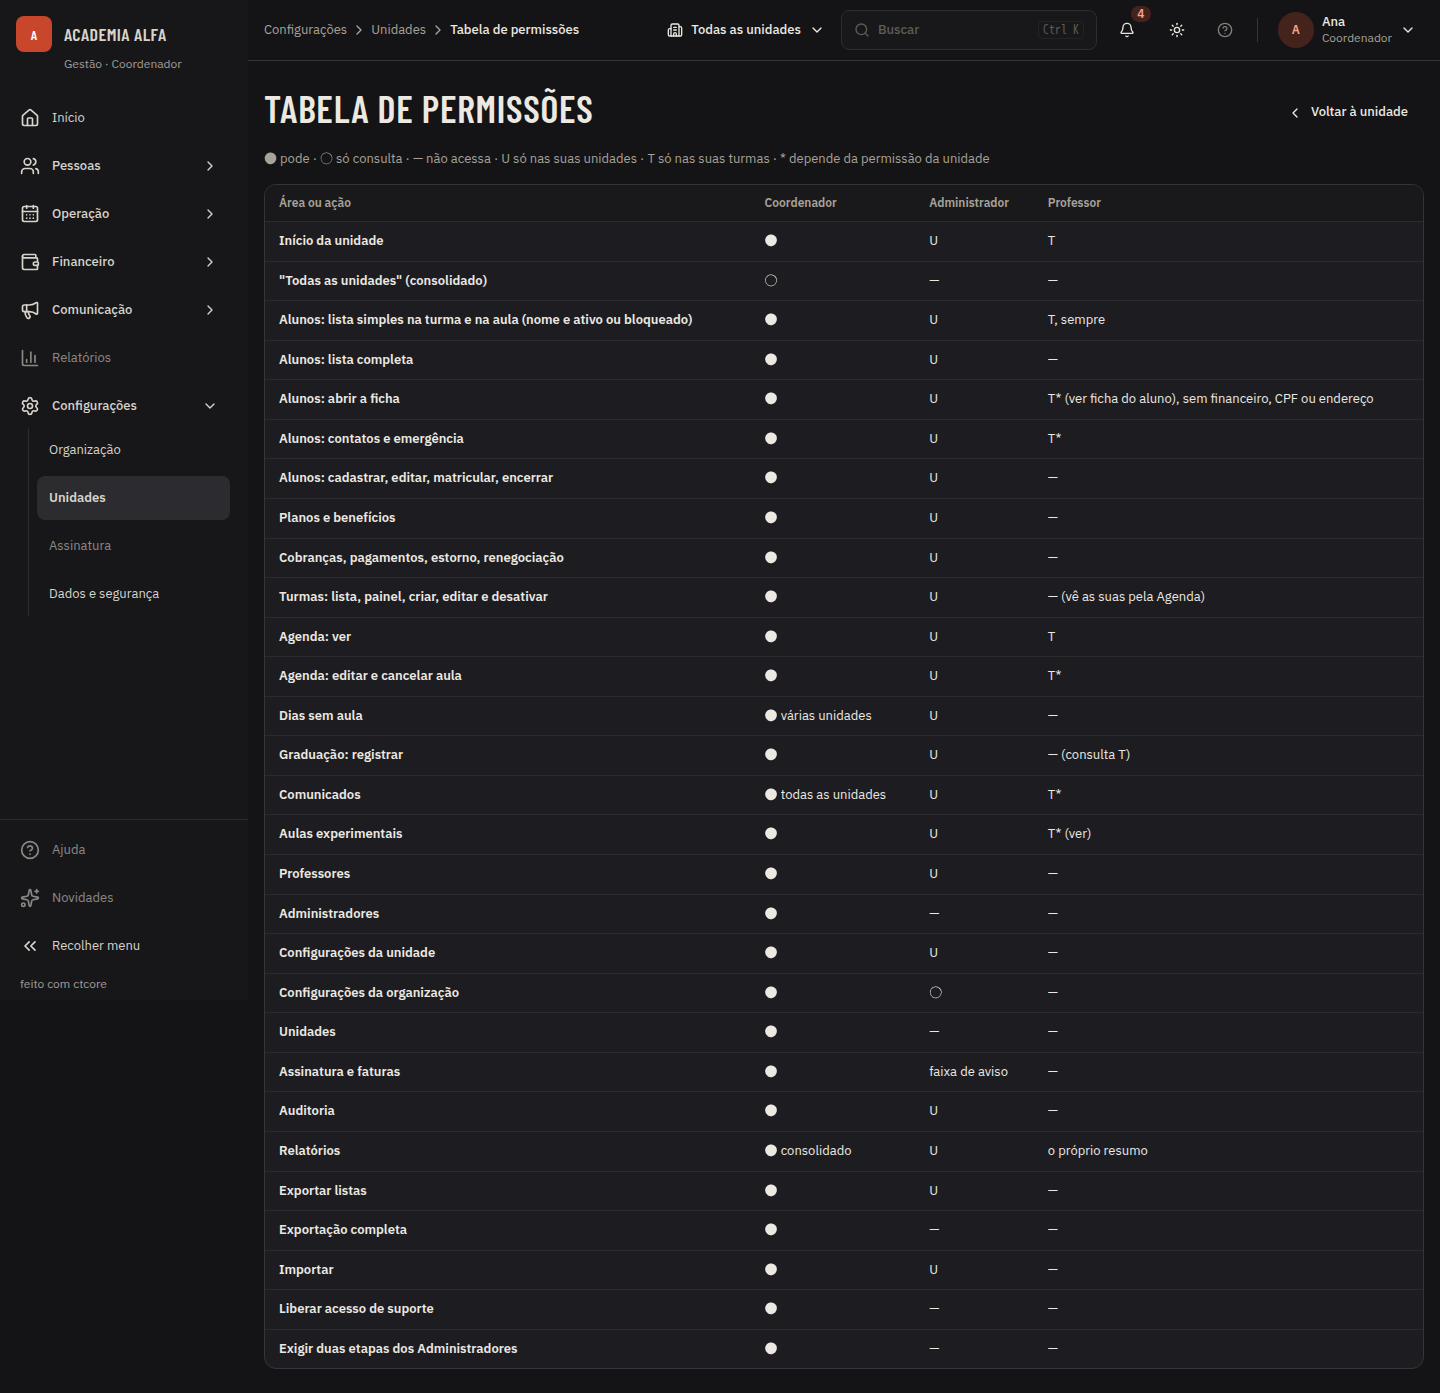 A
ACADEMIA ALFA
Gestão · Coordenador
Início
Pessoas
Operação
Financeiro
Comunicação
Relatórios
Configurações
Organização
Unidades
Assinatura
Dados e segurança
Ajuda
Novidades
Recolher menu
feito com ctcore
Configurações > Unidades > Tabela de permissões
Todas as unidades
Buscar Ctrl K
4
A
Ana
Coordenador
TABELA DE PERMISSÕES
Voltar à unidade
● pode · ○ só consulta · — não acessa · U só nas suas unidades · T só nas suas turmas · * depende da permissão da unidade
Área ou ação Coordenador Administrador Professor
Início da unidade ● U T
"Todas as unidades" (consolidado) ○ — —
Alunos: lista simples na turma e na aula (nome e ativo ou bloqueado) ● U T, sempre
Alunos: lista completa ● U —
Alunos: abrir a ficha ● U T* (ver ficha do aluno), sem financeiro, CPF ou endereço
Alunos: contatos e emergência ● U T*
Alunos: cadastrar, editar, matricular, encerrar ● U —
Planos e benefícios ● U —
Cobranças, pagamentos, estorno, renegociação ● U —
Turmas: lista, painel, criar, editar e desativar ● U — (vê as suas pela Agenda)
Agenda: ver ● U T
Agenda: editar e cancelar aula ● U T*
Dias sem aula ● várias unidades U —
Graduação: registrar ● U — (consulta T)
Comunicados ● todas as unidades U T*
Aulas experimentais ● U T* (ver)
Professores ● U —
Administradores ● — —
Configurações da unidade ● U —
Configurações da organização ● ○ —
Unidades ● — —
Assinatura e faturas ● faixa de aviso —
Auditoria ● U —
Relatórios ● consolidado U o próprio resumo
Exportar listas ● U —
Exportação completa ● — —
Importar ● U —
Liberar acesso de suporte ● — —
Exigir duas etapas dos Administradores ● — —